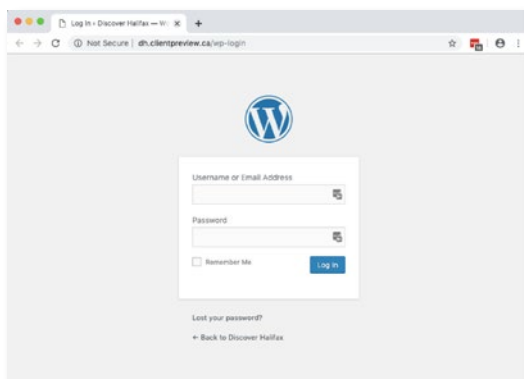 Log In ‹ Discover Halifax — W
Not Secure | dh.clientpreview.ca/wp-login
Username or Email Address
Password
Remember Me
Log In
Lost your password?
← Back to Discover Halifax